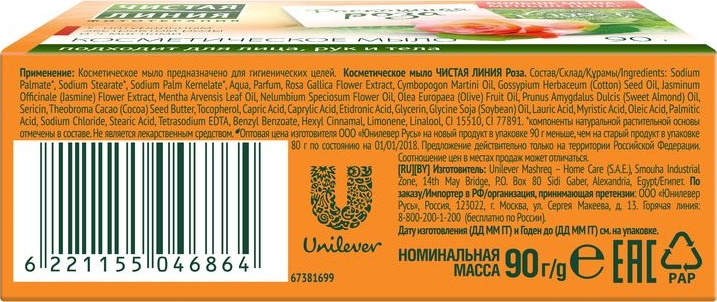 ЧИСТАЯ
ЛИНИЯ
ФИТОТЕРАПИЯ
Роскошная
роза
КОСМЕТИЧЕСКОЕ МЫЛО
90 г
подходит для лица, рук и тела
Применение: Косметическое мыло предназначено для гигиенических целей. Косметическое мыло ЧИСТАЯ ЛИНИЯ Роза. Состав/Склад/Құрамы/Ingredients: Sodium
Palmate*, Sodium Stearate*, Sodium Palm Kernelate*, Aqua, Parfum, Rosa Gallica Flower Extract, Cymbopogon Martini Oil, Gossypium Herbaceum (Cotton) Seed Oil, Jasminum
Officinale (Jasmine) Flower Extract, Mentha Arvensis Leaf Oil, Nelumbium Speciosum Flower Oil, Olea Europaea (Olive) Fruit Oil, Prunus Amygdalus Dulcis (Sweet Almond) Oil,
Sericin, Theobroma Cacao (Cocoa) Seed Butter, Tocopherol, Capric Acid, Caprylic Acid, Etidronic Acid, Glycerin, Glycine Soja (Soybean) Oil, Lauric Acid, Myristic Acid, Oleic Acid, Palmitic
Acid, Sodium Chloride, Stearic Acid, Tetrasodium EDTA, Benzyl Benzoate, Hexyl Cinnamal, Limonene, Linalool, CI 15510, CI 77891. *компоненты натуральной растительной основы
отмечены в составе. Не является лекарственным средством. *Оптовая цена изготовителя ООО «Юнилевер Русь» на новый продукт в упаковке 90 г меньше, чем на старый продукт в упаковке
80 г по состоянию на 01/01/2018. Предложение действительно только на территории Российской Федерации.
Соотношение цен в местах продаж может отличаться.
[RU][BY] Изготовитель: Unilever Mashreq – Home Care (S.A.E.), Smouha Industrial
Zone, 14th May Bridge, P.O. Box 80 Sidi Gaber, Alexandria, Egypt/Египет. По
заказу/Импортер в РФ/организация, принимающая претензии: ООО «Юнилевер
Русь», Россия, 123022, г. Москва, ул. Сергея Макеева, д. 13. Горячая линия:
8-800-200-1-200 (бесплатно по России).
Дату изготовления (ДД ММ ГГ) и Годен до (ДД ММ ГГ) см. на упаковке.
Unilever
6 221155 046864
67381699
НОМИНАЛЬНАЯ
МАССА 90 г/g
EAC
PAP